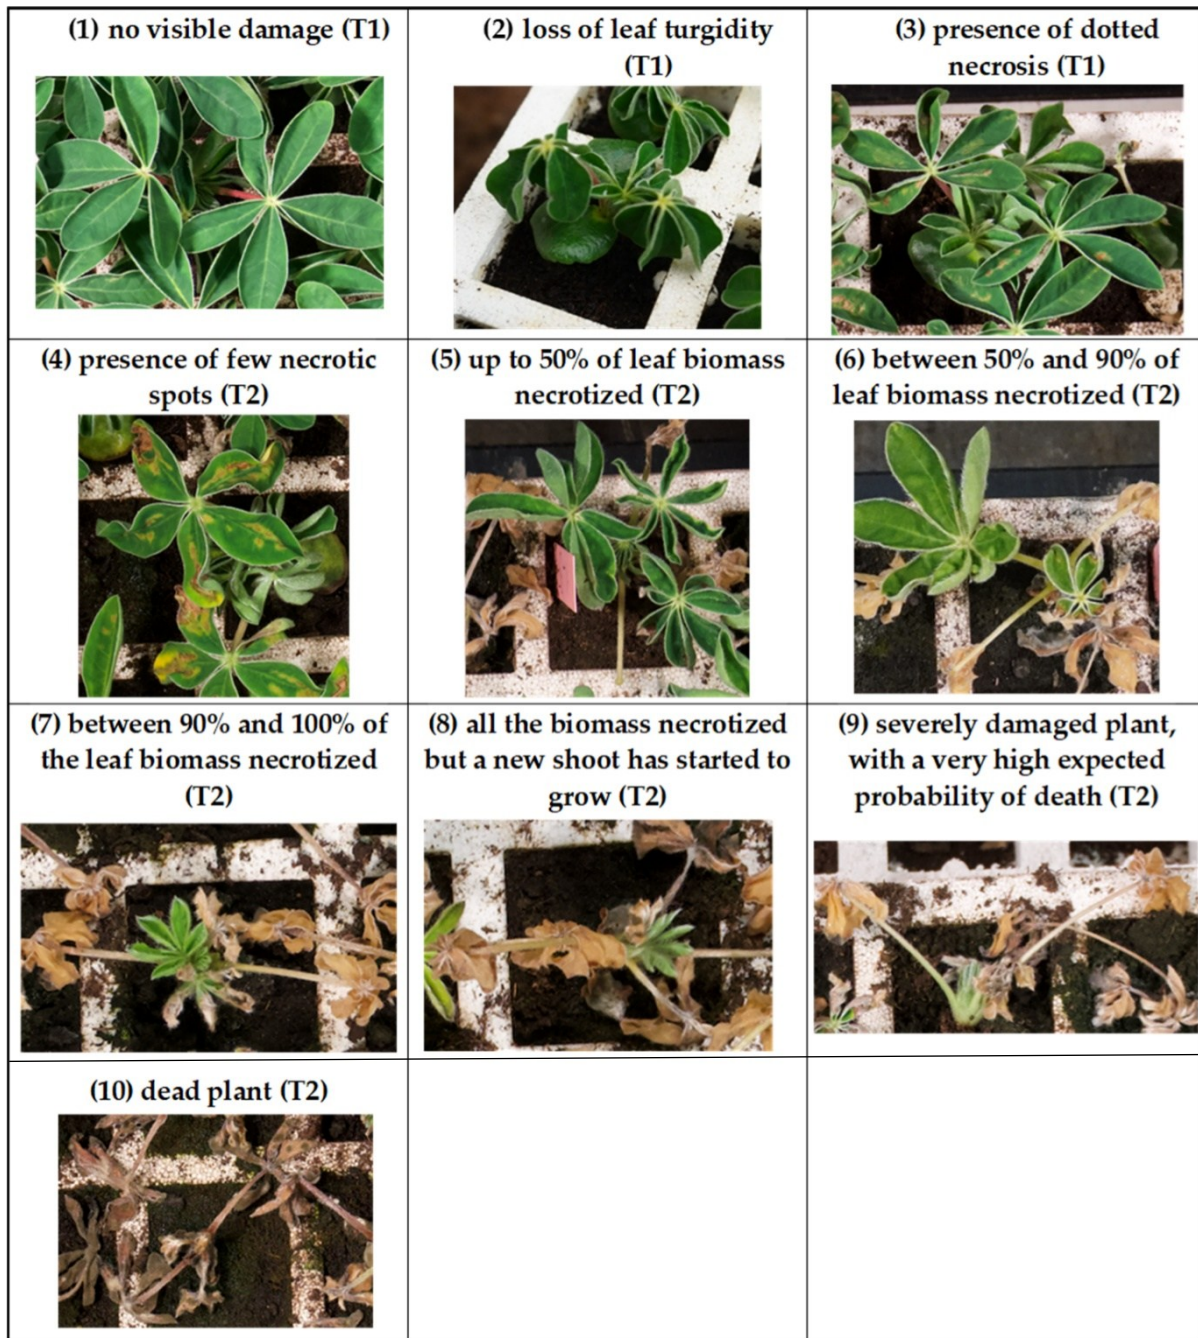 (1) no visible damage (T1)
(2) loss of leaf turgidity
(T1)
(3) presence of dotted
necrosis (T1)
(4) presence of few necrotic
spots (T2)
(5) up to 50% of leaf biomass
necrotized (T2)
(6) between 50% and 90% of
leaf biomass necrotized (T2)
(7) between 90% and 100% of
the leaf biomass necrotized
(T2)
(8) all the biomass necrotized
but a new shoot has started to
grow (T2)
(9) severely damaged plant,
with a very high expected
probability of death (T2)
(10) dead plant (T2)